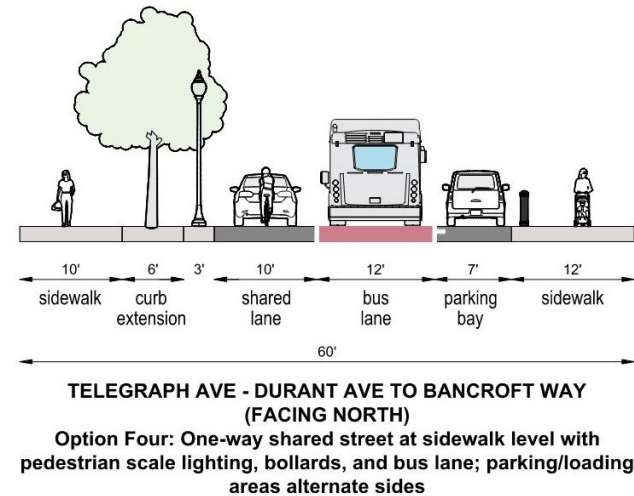 10' 6' 3' 10' 12' 7' 12'
sidewalk curb extension shared lane bus lane parking bay sidewalk
60'
TELEGRAPH AVE - DURANT AVE TO BANCROFT WAY
(FACING NORTH)
Option Four: One-way shared street at sidewalk level with
pedestrian scale lighting, bollards, and bus lane; parking/loading
areas alternate sides